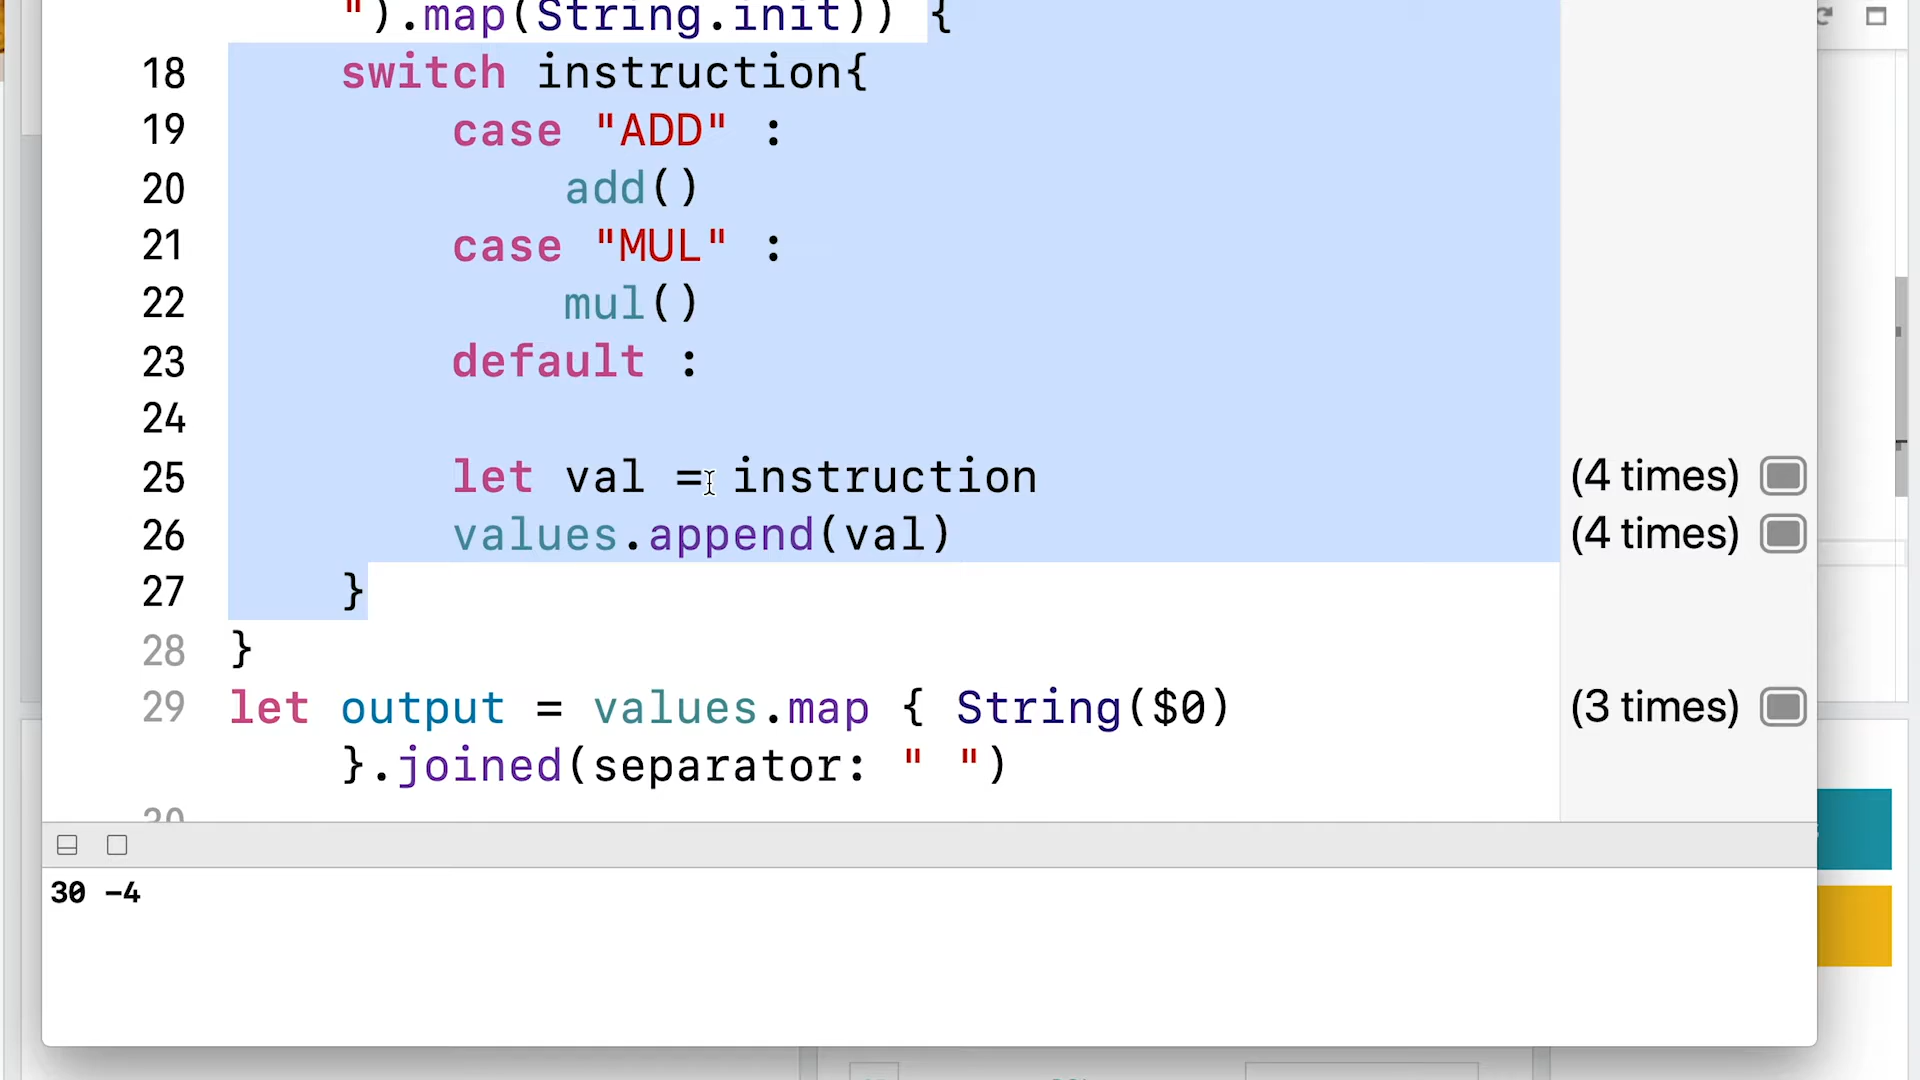 ").map(String.init)) {
18 switch instruction{
19 case "ADD" :
20 add()
21 case "MUL" :
22 mul()
23 default :
24
25 let val = instruction (4 times)
26 values.append(val) (4 times)
27 }
28 }
29 let output = values.map { String($0) (3 times)
}.joined(separator: " ")
30 -4